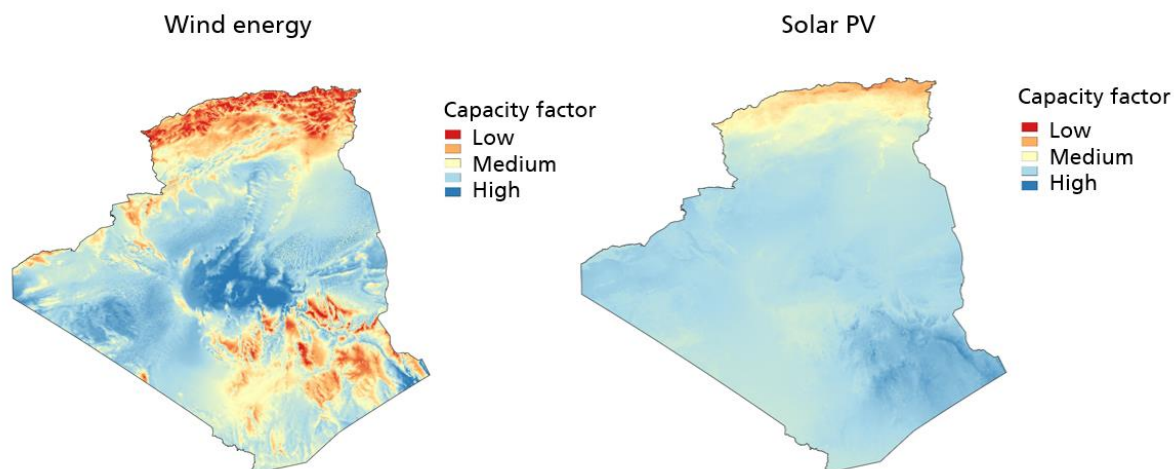 Wind energy
Solar PV
Capacity factor
Low
Medium
High
Capacity factor
Low
Medium
High